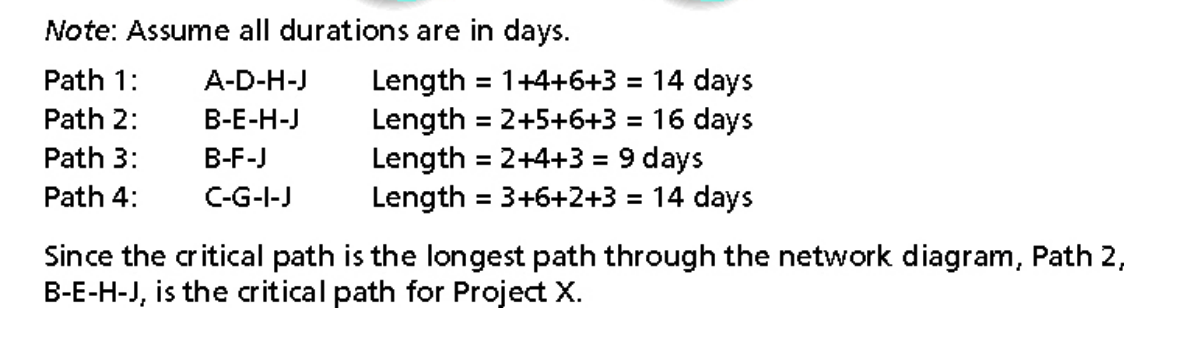 Note: Assume all durations are in days.
Path 1: A-D-H-J Length = 1+4+6+3 = 14 days
Path 2: B-E-H-J Length = 2+5+6+3 = 16 days
Path 3: B-F-J Length = 2+4+3 = 9 days
Path 4: C-G-I-J Length = 3+6+2+3 = 14 days
Since the critical path is the longest path through the network diagram, Path 2,
B-E-H-J, is the critical path for Project X.